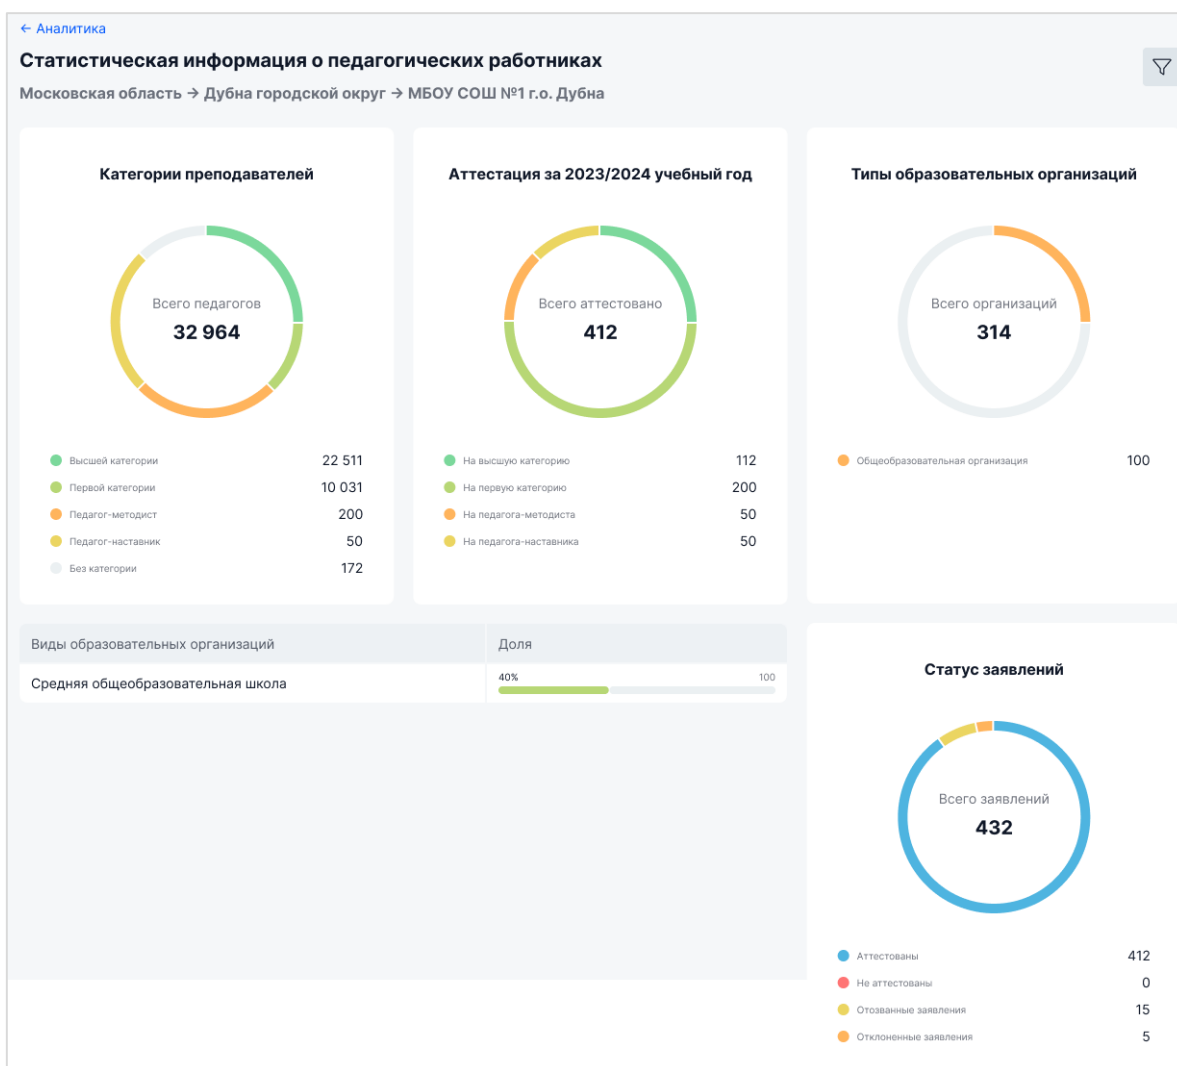 ← Аналитика
Статистическая информация о педагогических работниках
Московская область → Дубна городской округ → МБОУ СОШ №1 г.о. Дубна
Категории преподавателей
Всего педагогов
32 964
Высшей категории 22 511
Первой категории 10 031
Педагог-методист 200
Педагог-наставник 50
Без категории 172
Аттестация за 2023/2024 учебный год
Всего аттестовано
412
На высшую категорию 112
На первую категорию 200
На педагога-методиста 50
На педагога-наставника 50
Типы образовательных организаций
Всего организаций
314
Общеобразовательная организация 100
Виды образовательных организаций Доля
Средняя общеобразовательная школа 40% 100
Статус заявлений
Всего заявлений
432
Аттестованы 412
Не аттестованы 0
Отозванные заявления 15
Отклоненные заявления 5